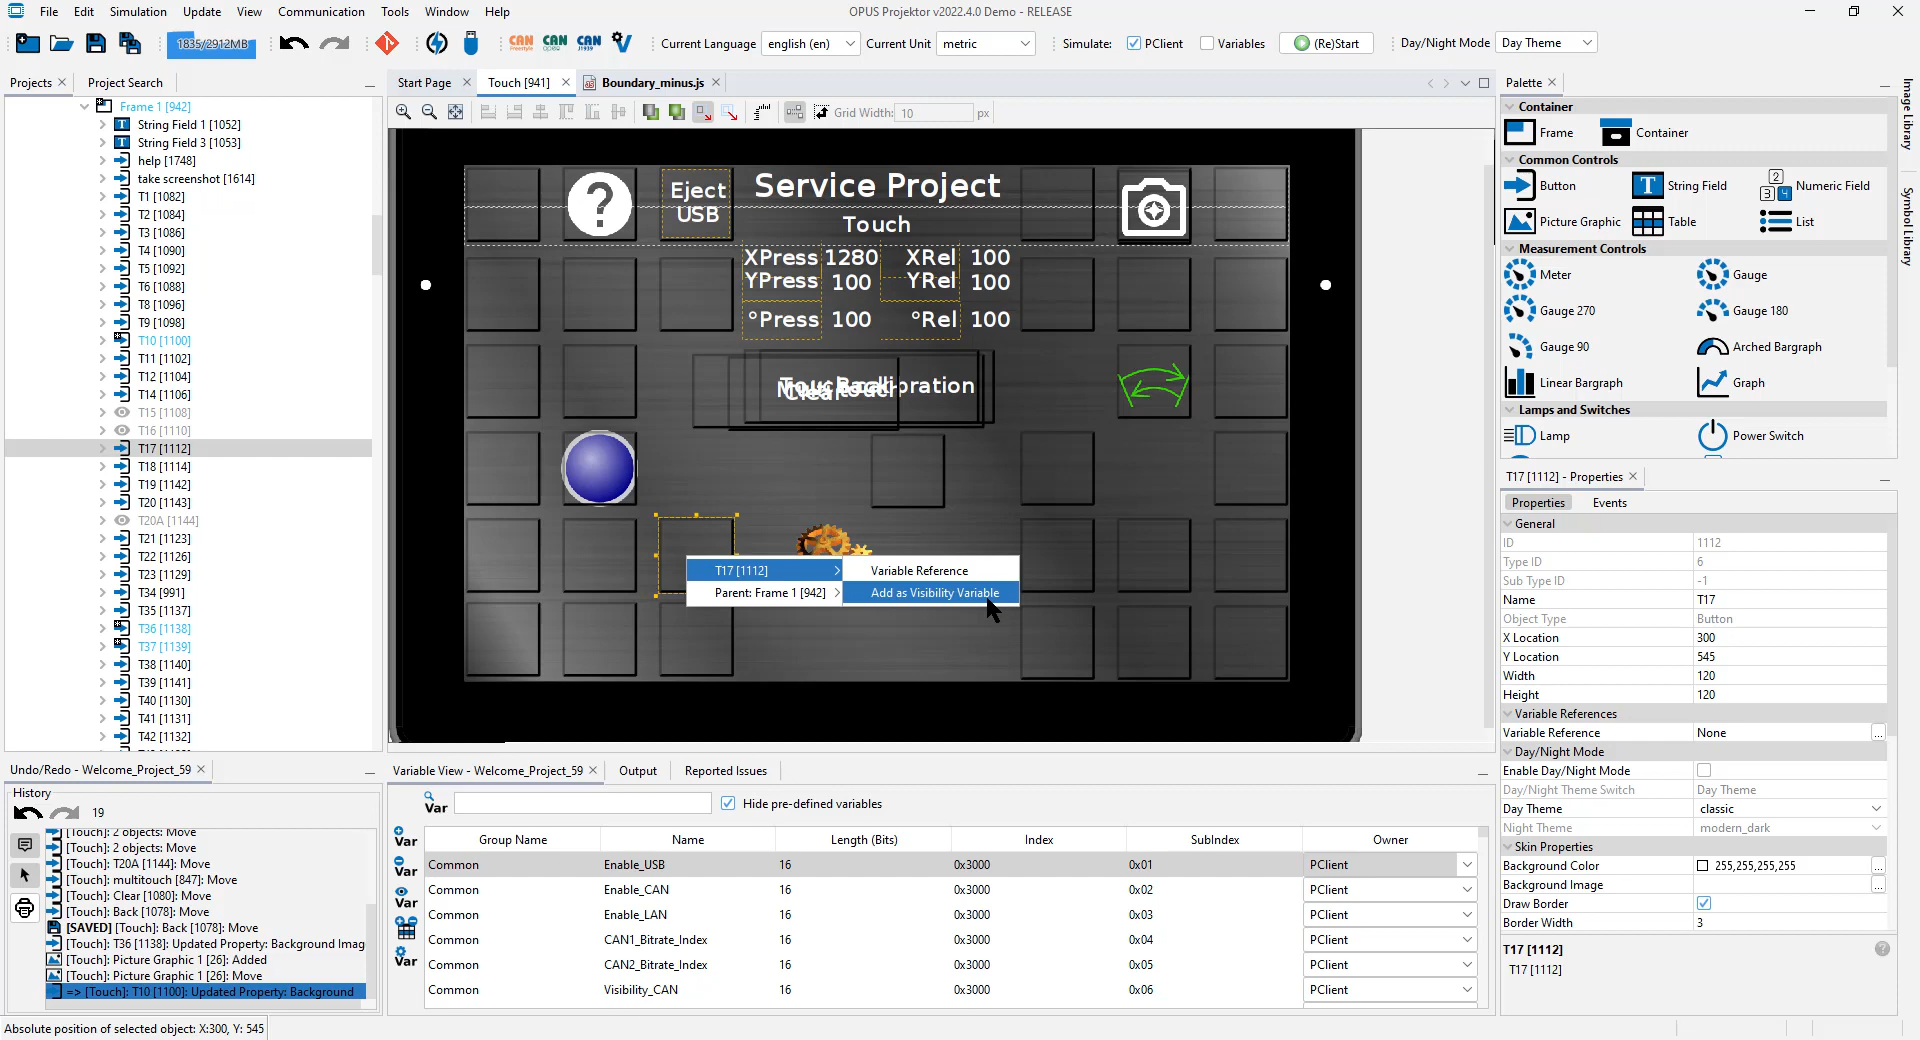 File Edit Simulation Update View Communication Tools Window Help
OPUS Projektor v2022.4.0 Demo - RELEASE
1835/2912MB
CAN Freestyle CAN open CAN J1939
Current Language english (en) Current Unit metric Simulate: PClient Variables (Re)Start Day/Night Mode Day Theme
Projects Project Search
Frame 1 [942]
String Field 1 [1052]
String Field 3 [1053]
help [1748]
take screenshot [1614]
T1 [1082]
T2 [1084]
T3 [1086]
T4 [1090]
T5 [1092]
T6 [1088]
T8 [1096]
T9 [1098]
T10 [1100]
T11 [1102]
T12 [1104]
T14 [1106]
T15 [1108]
T16 [1110]
T17 [1112]
T18 [1114]
T19 [1142]
T20 [1143]
T20A [1144]
T21 [1123]
T22 [1126]
T23 [1129]
T34 [991]
T35 [1137]
T36 [1138]
T37 [1139]
T38 [1140]
T39 [1141]
T40 [1130]
T41 [1131]
T42 [1132]
Start Page Touch [941] Boundary_minus.js
Grid Width: 10 px
? Eject USB Service Project
Touch
XPress 1280 XRel 100
YPress 100 YRel 100
°Press 100 °Rel 100
T17 [1112] Variable Reference
Parent: Frame 1 [942] Add as Visibility Variable
Palette
Container
Frame Container
Common Controls
Button T String Field 2 3 4 Numeric Field
Picture Graphic Table List
Measurement Controls
Meter Gauge
Gauge 270 Gauge 180
Gauge 90 Arched Bargraph
Linear Bargraph Graph
Lamps and Switches
Lamp Power Switch
Image Library
Symbol Library
T17 [1112] - Properties
Properties Events
General
ID 1112
Type ID 6
Sub Type ID -1
Name T17
Object Type Button
X Location 300
Y Location 545
Width 120
Height 120
Variable References
Variable Reference None ...
Day/Night Mode
Enable Day/Night Mode
Day/Night Theme Switch Day Theme
Day Theme classic
Night Theme modern_dark
Skin Properties
Background Color 255,255,255,255 ...
Background Image ...
Draw Border
Border Width 3
T17 [1112]
T17 [1112]
Undo/Redo - Welcome_Project_59
History
19
[Touch]: 2 objects: Move
[Touch]: 2 objects: Move
[Touch]: T20A [1144]: Move
[Touch]: multitouch [847]: Move
[Touch]: Clear [1080]: Move
[Touch]: Back [1078]: Move
[SAVED] [Touch]: Back [1078]: Move
[Touch]: T36 [1138]: Updated Property: Background Imag
[Touch]: Picture Graphic 1 [26]: Added
[Touch]: Picture Graphic 1 [26]: Move
=> [Touch]: T10 [1100]: Updated Property: Background
Variable View - Welcome_Project_59 Output Reported Issues
Var Hide pre-defined variables
Var
Var
Var
Var
Group Name Name Length (Bits) Index SubIndex Owner
Common Enable_USB 16 0x3000 0x01 PClient
Common Enable_CAN 16 0x3000 0x02 PClient
Common Enable_LAN 16 0x3000 0x03 PClient
Common CAN1_Bitrate_Index 16 0x3000 0x04 PClient
Common CAN2_Bitrate_Index 16 0x3000 0x05 PClient
Common Visibility_CAN 16 0x3000 0x06 PClient
Absolute position of selected object: X:300, Y: 545